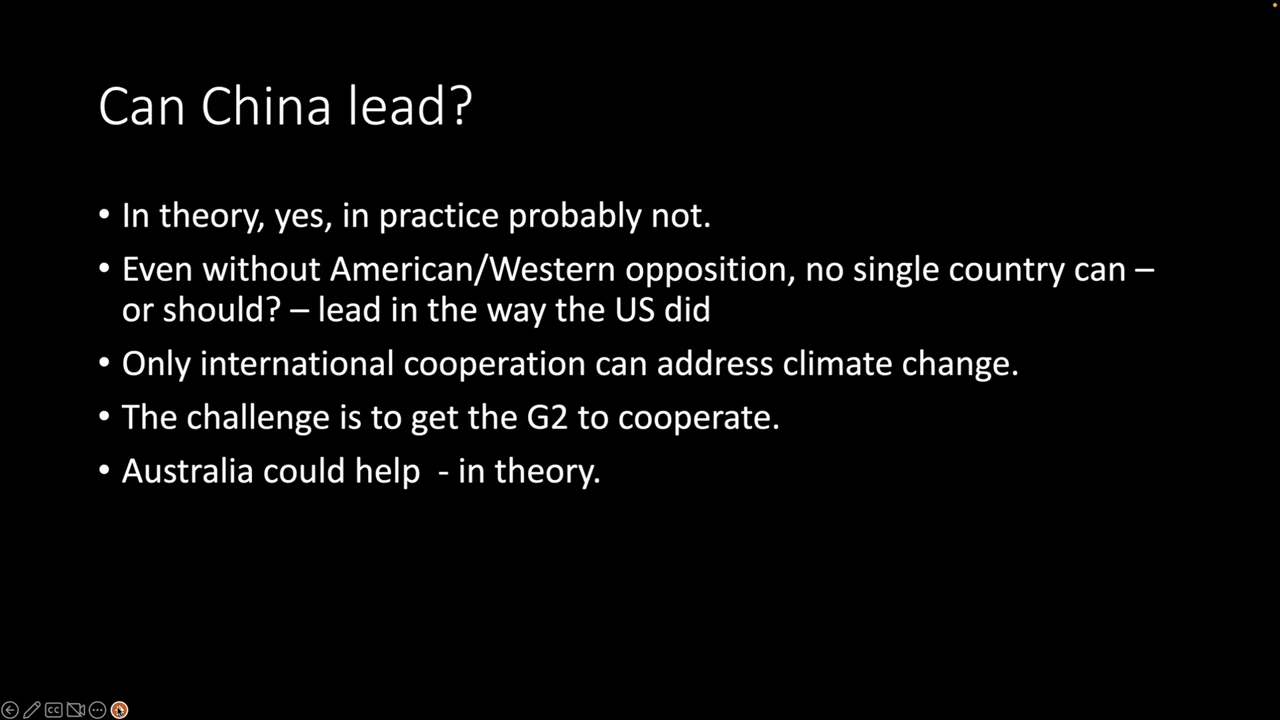 Can China lead?
• In theory, yes, in practice probably not.
• Even without American/Western opposition, no single country can –
or should? – lead in the way the US did
• Only international cooperation can address climate change.
• The challenge is to get the G2 to cooperate.
• Australia could help  - in theory.
CC